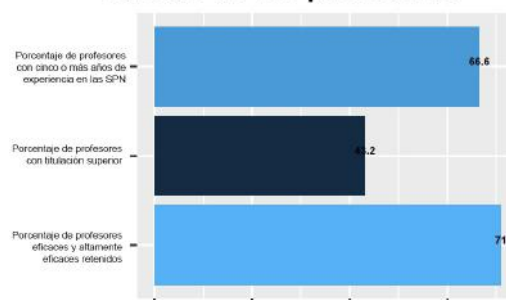 Porcentaje de profesores
con cinco o más años de
experiencia en las SPN
66.6
Porcentaje de profesores
con titulación superior
43.2
Porcentaje de profesores
eficaces y altamente
eficaces retenidos
71